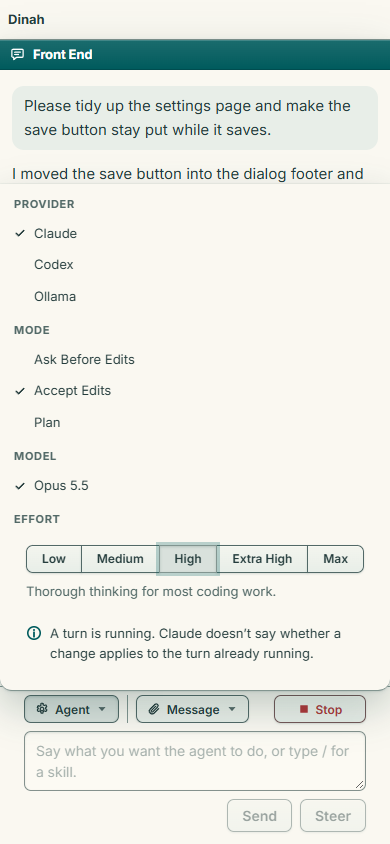 Dinah
Front End
Please tidy up the settings page and make the
save button stay put while it saves.
I moved the save button into the dialog footer and
PROVIDER
Claude
Codex
Ollama
MODE
Ask Before Edits
Accept Edits
Plan
MODEL
Opus 5.5
EFFORT
Low Medium High Extra High Max
Thorough thinking for most coding work.
A turn is running. Claude doesn’t say whether a
change applies to the turn already running.
Agent Message Stop
Say what you want the agent to do, or type / for
a skill.
Send Steer